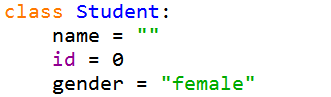 class Student:
    name = ""
    id = 0
    gender = "female"